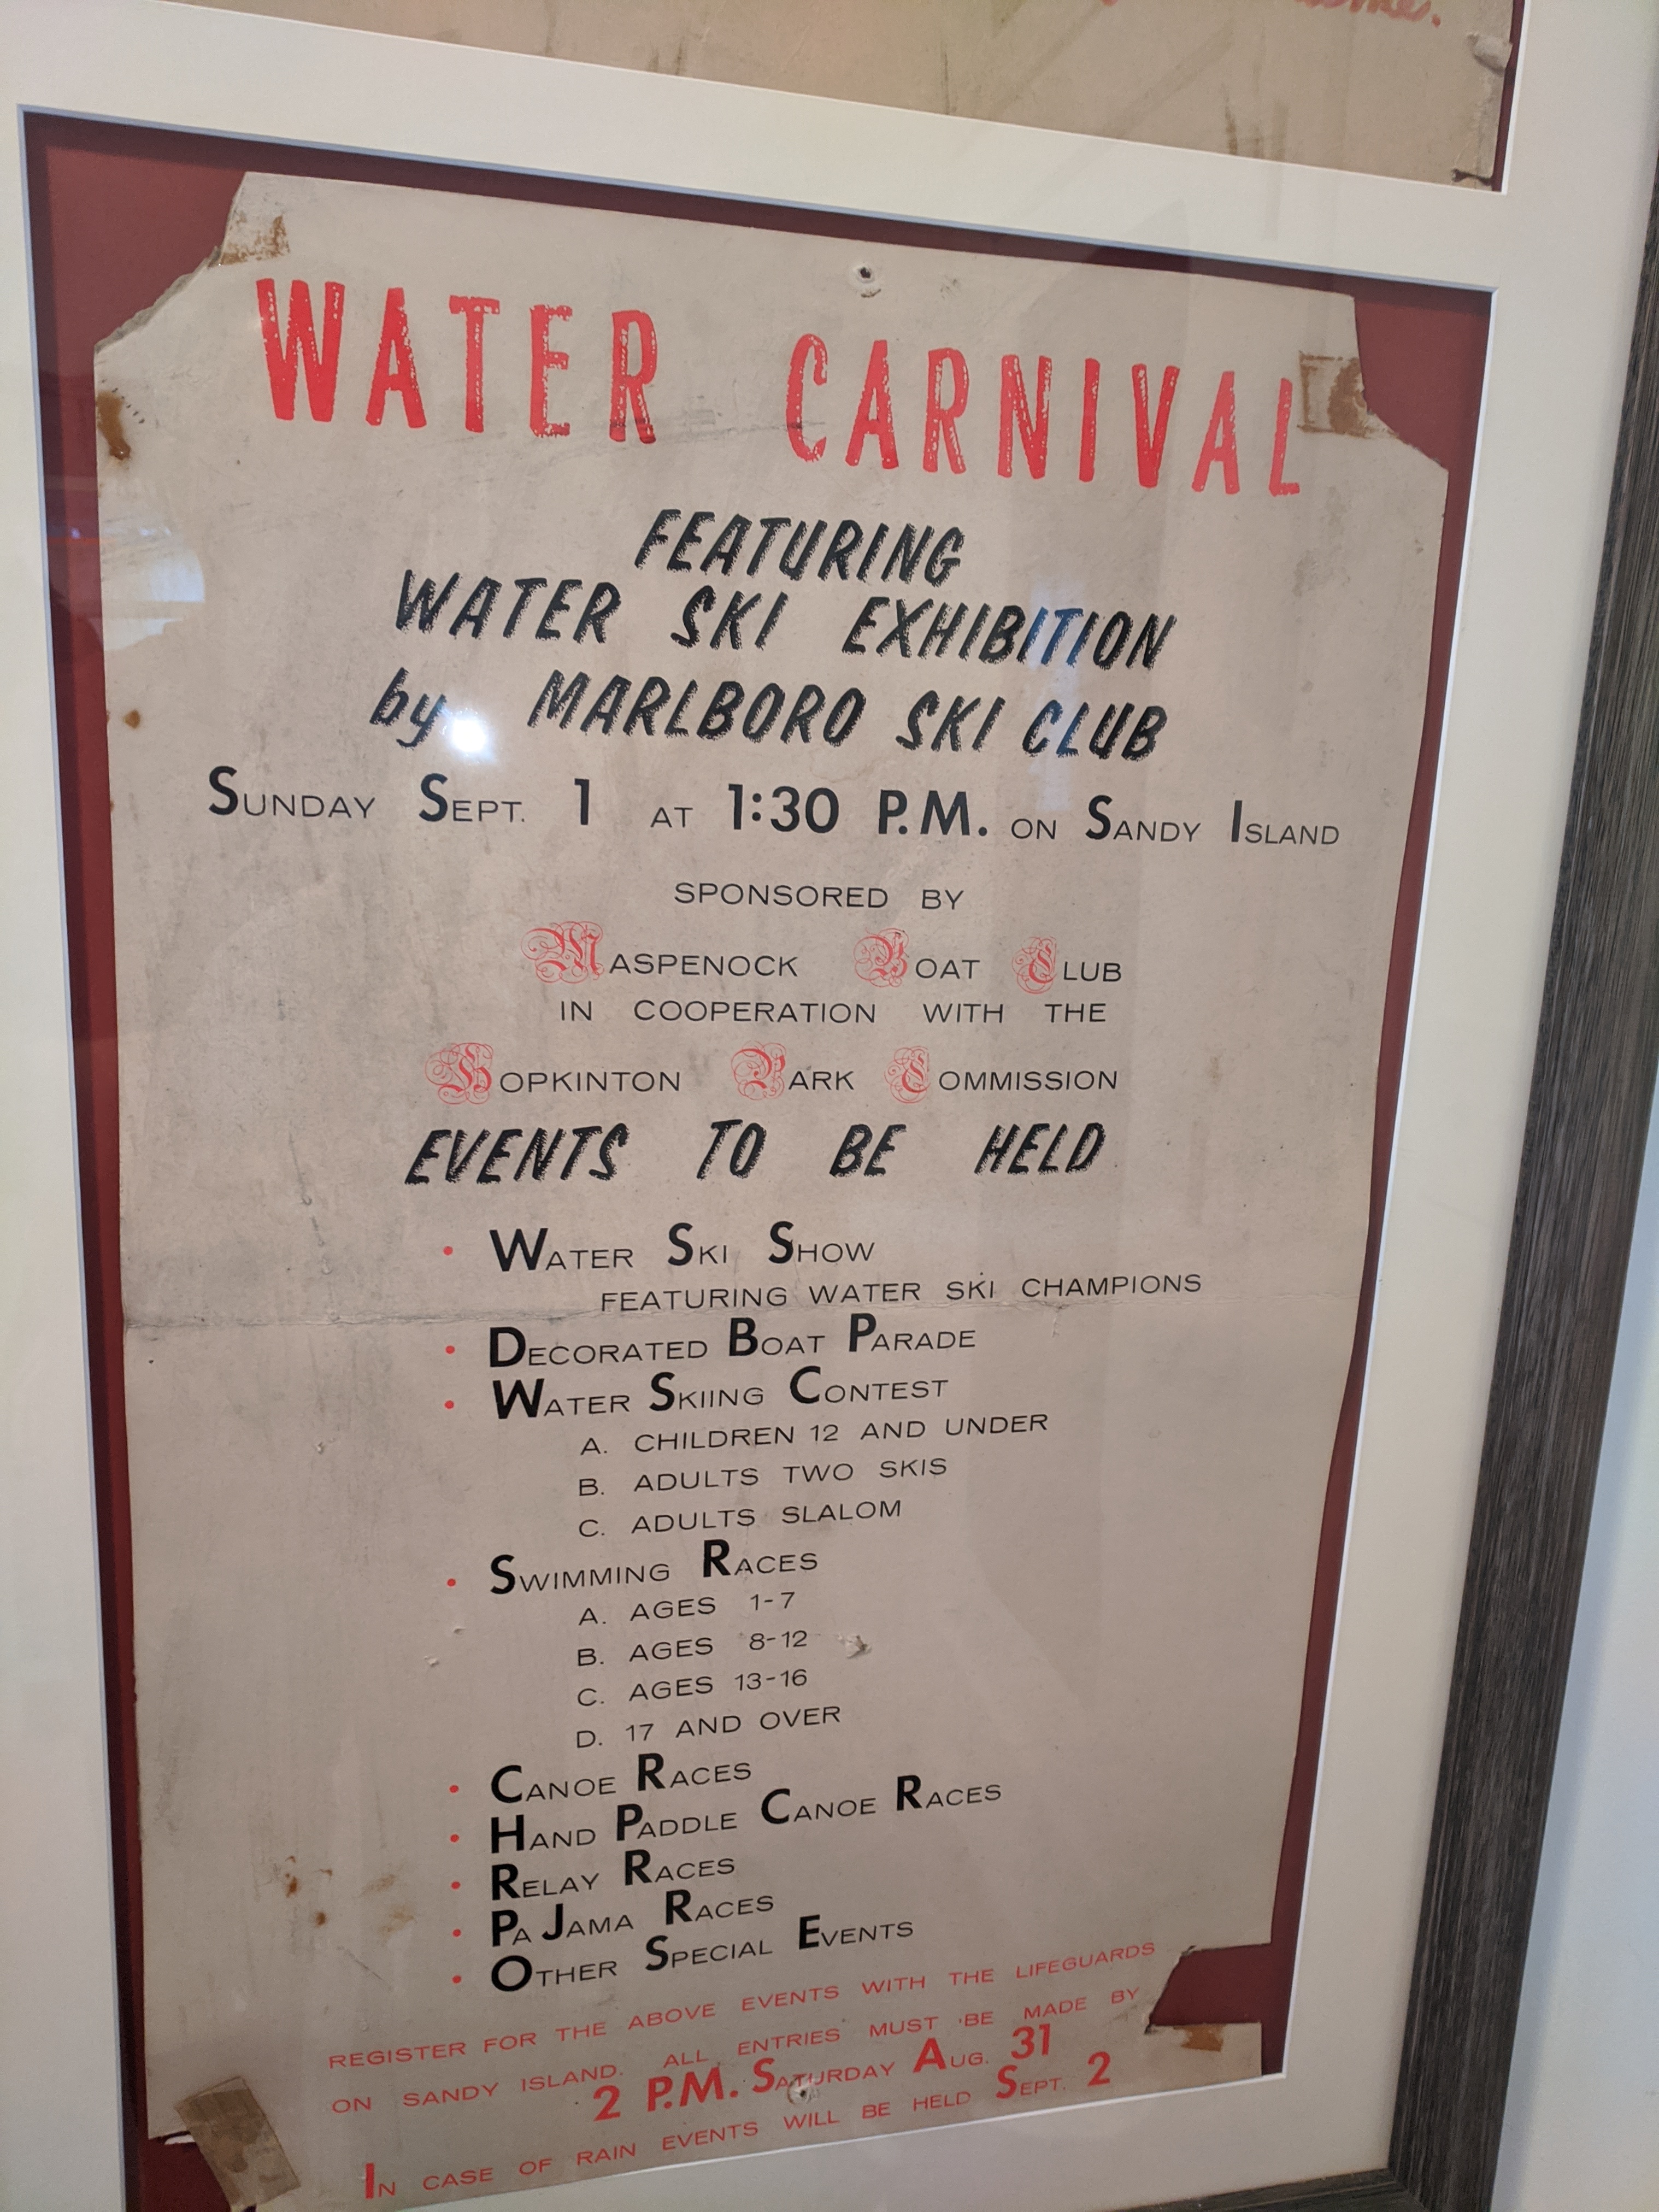 WATER CARNIVAL
FEATURING
WATER SKI EXHIBITION
by MARLBORO SKI CLUB
SUNDAY SEPT. 1 AT 1:30 P.M. ON SANDY ISLAND
SPONSORED BY
MASPENOCK BOAT CLUB
IN COOPERATION WITH THE
HOPKINTON PARK COMMISSION
EVENTS TO BE HELD
• WATER SKI SHOW
FEATURING WATER SKI CHAMPIONS
• DECORATED BOAT PARADE
• WATER SKIING CONTEST
A. CHILDREN 12 AND UNDER
B. ADULTS TWO SKIS
C. ADULTS SLALOM
• SWIMMING RACES
A. AGES 1-7
B. AGES 8-12
C. AGES 13-16
D. 17 AND OVER
• CANOE RACES
• HAND PADDLE CANOE RACES
• RELAY RACES
• PA JAMA RACES
• OTHER SPECIAL EVENTS
REGISTER FOR THE ABOVE EVENTS WITH THE LIFEGUARDS
ON SANDY ISLAND. ALL ENTRIES MUST BE MADE BY
2 P.M. SATURDAY AUG. 31
IN CASE OF RAIN EVENTS WILL BE HELD SEPT. 2